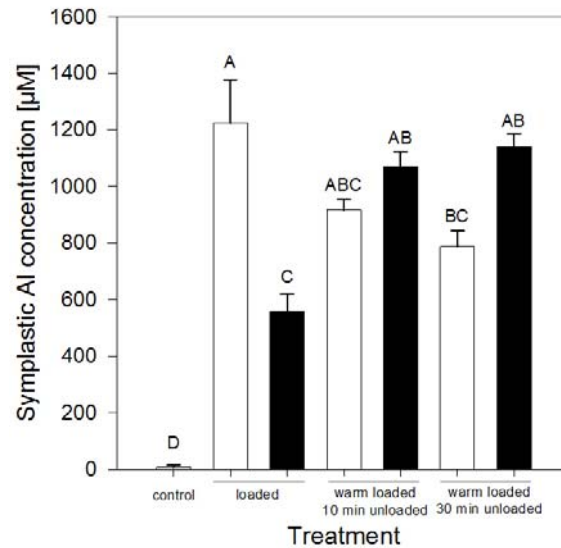 Symplastic Al concentration [µM]
1600
1400
1200
1000
800
600
400
200
0
D
A
C
ABC
AB
BC
AB
control
loaded
warm loaded
10 min unloaded
warm loaded
30 min unloaded
Treatment